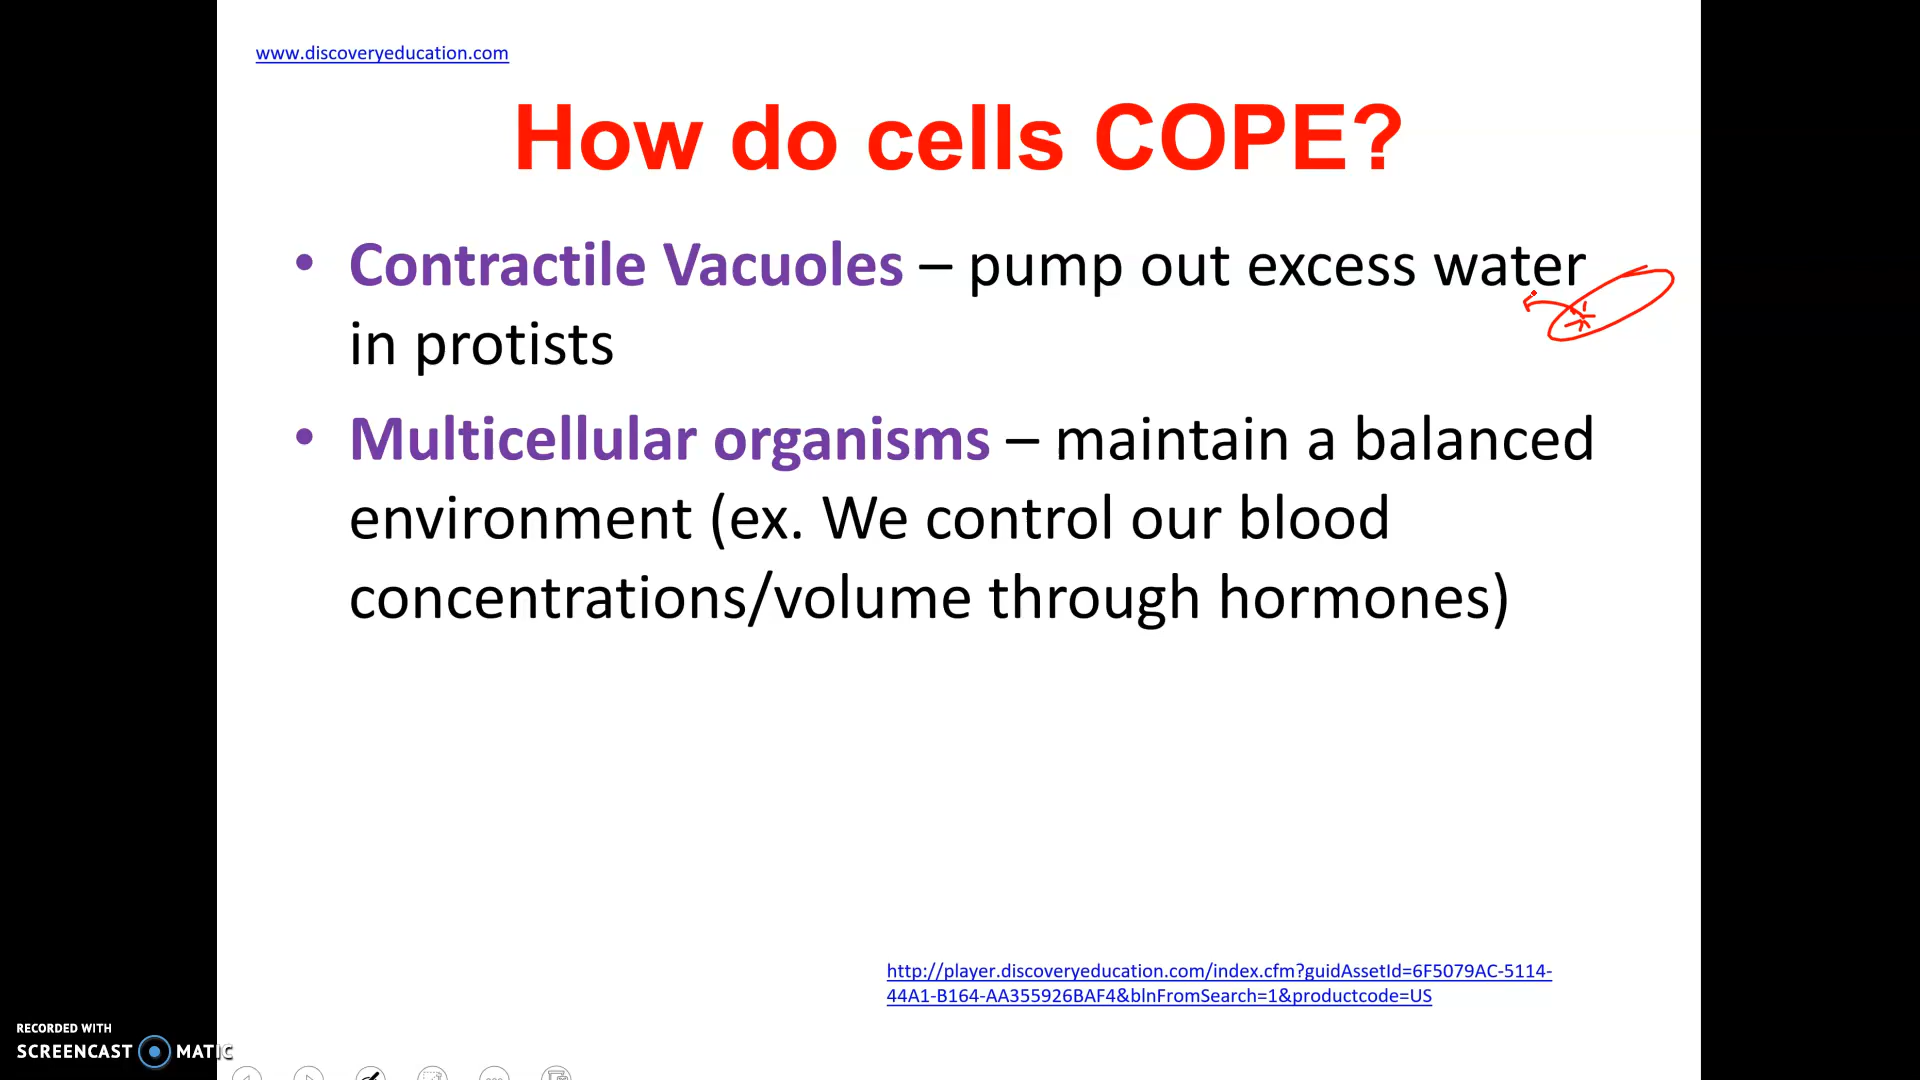 www.discoveryeducation.com
How do cells COPE?
• Contractile Vacuoles – pump out excess water
in protists
• Multicellular organisms – maintain a balanced
environment (ex. We control our blood
concentrations/volume through hormones)
http://player.discoveryeducation.com/index.cfm?guidAssetId=6F5079AC-5114-
44A1-B164-AA355926BAF4&blnFromSearch=1&productcode=US
RECORDED WITH
SCREENCAST MATIC